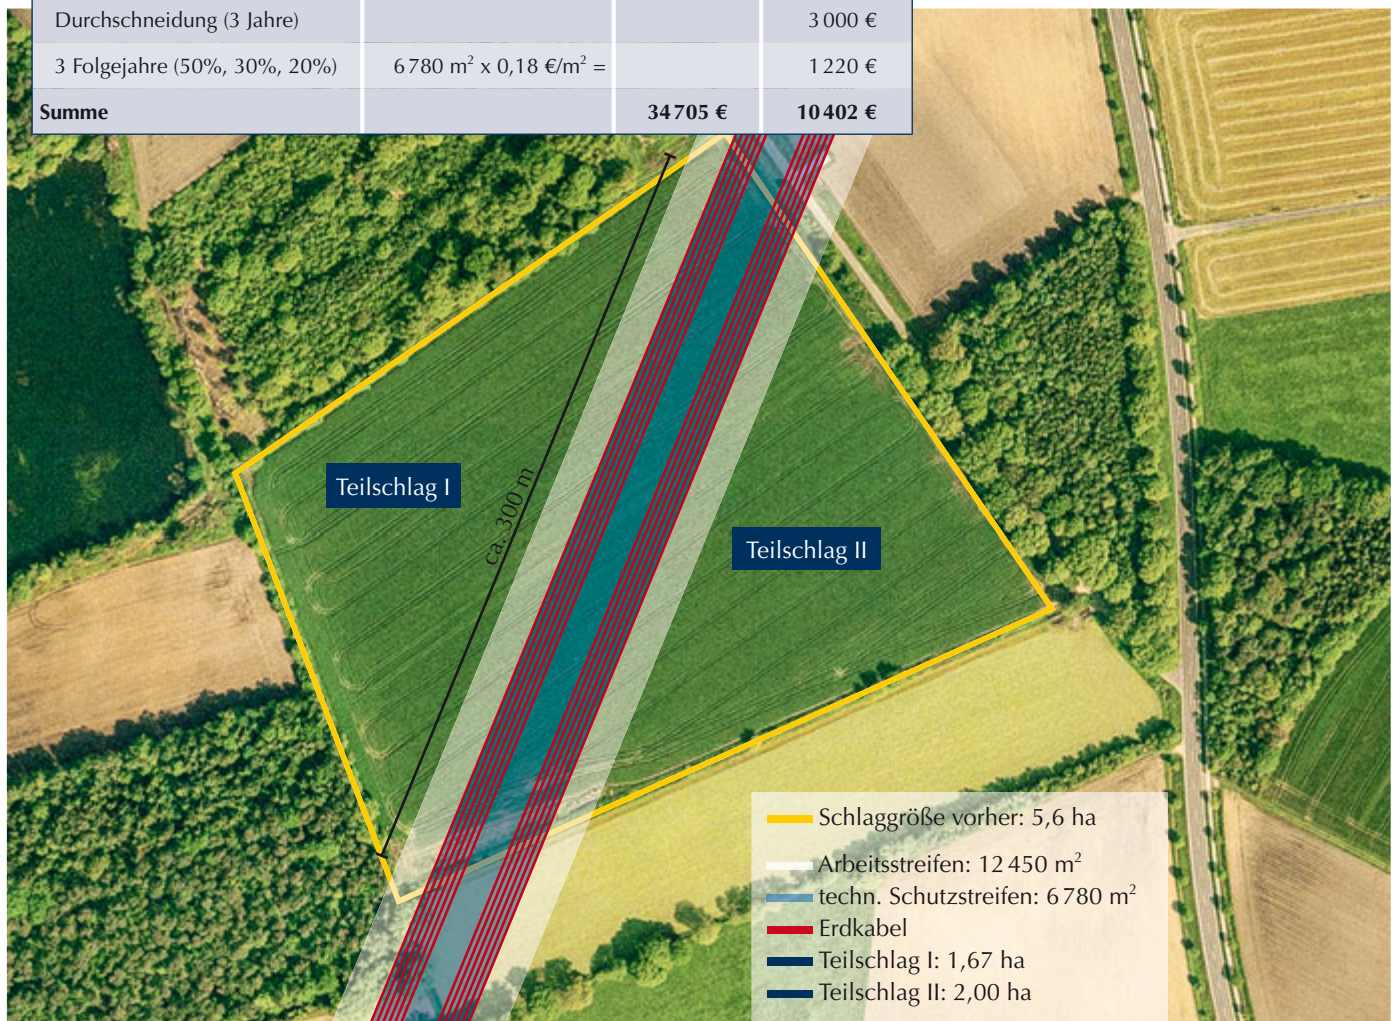 Durchschneidung (3 Jahre) 3 000 €
3 Folgejahre (50%, 30%, 20%) 6 780 m² x 0,18 €/m² = 1 220 €
Summe 34 705 € 10 402 €
Teilschlag I
ca. 300 m
Teilschlag II
Schlaggröße vorher: 5,6 ha
Arbeitsstreifen: 12 450 m²
techn. Schutzstreifen: 6 780 m²
Erdkabel
Teilschlag I: 1,67 ha
Teilschlag II: 2,00 ha